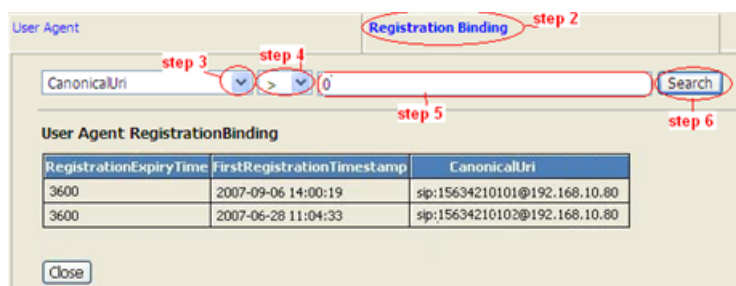 User Agent
Registration Binding
step 2
step 3
step 4
CanonicalUri
>
0
Search
step 5
step 6
User Agent RegistrationBinding
RegistrationExpiryTime FirstRegistrationTimestamp CanonicalUri
3600 2007-09-06 14:00:19 sip:15634210101@192.168.10.80
3600 2007-06-28 11:04:33 sip:15634210102@192.168.10.80
Close